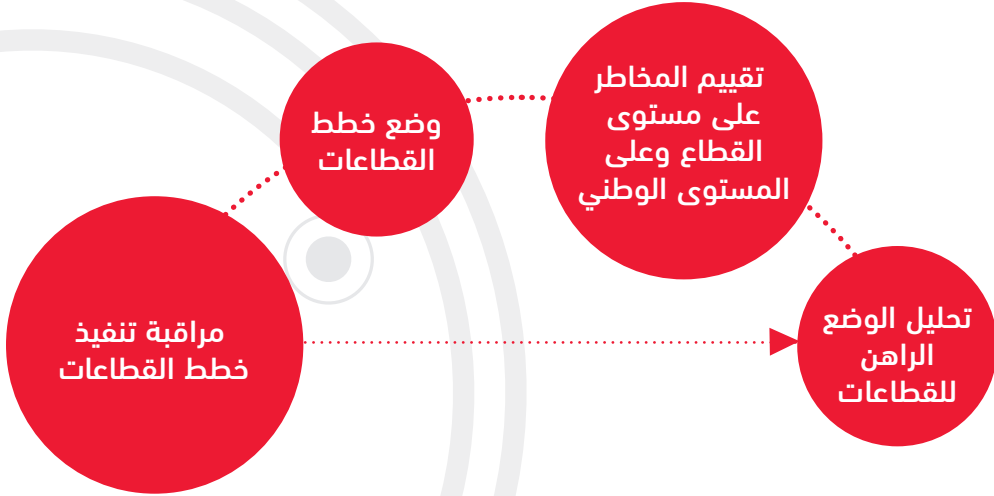 تحليل الوضع
الراهن
للقطاعات
تقييم المخاطر
على مستوى
القطاع وعلى
المستوى الوطني
وضع خطط
القطاعات
مراقبة تنفيذ
خطط القطاعات